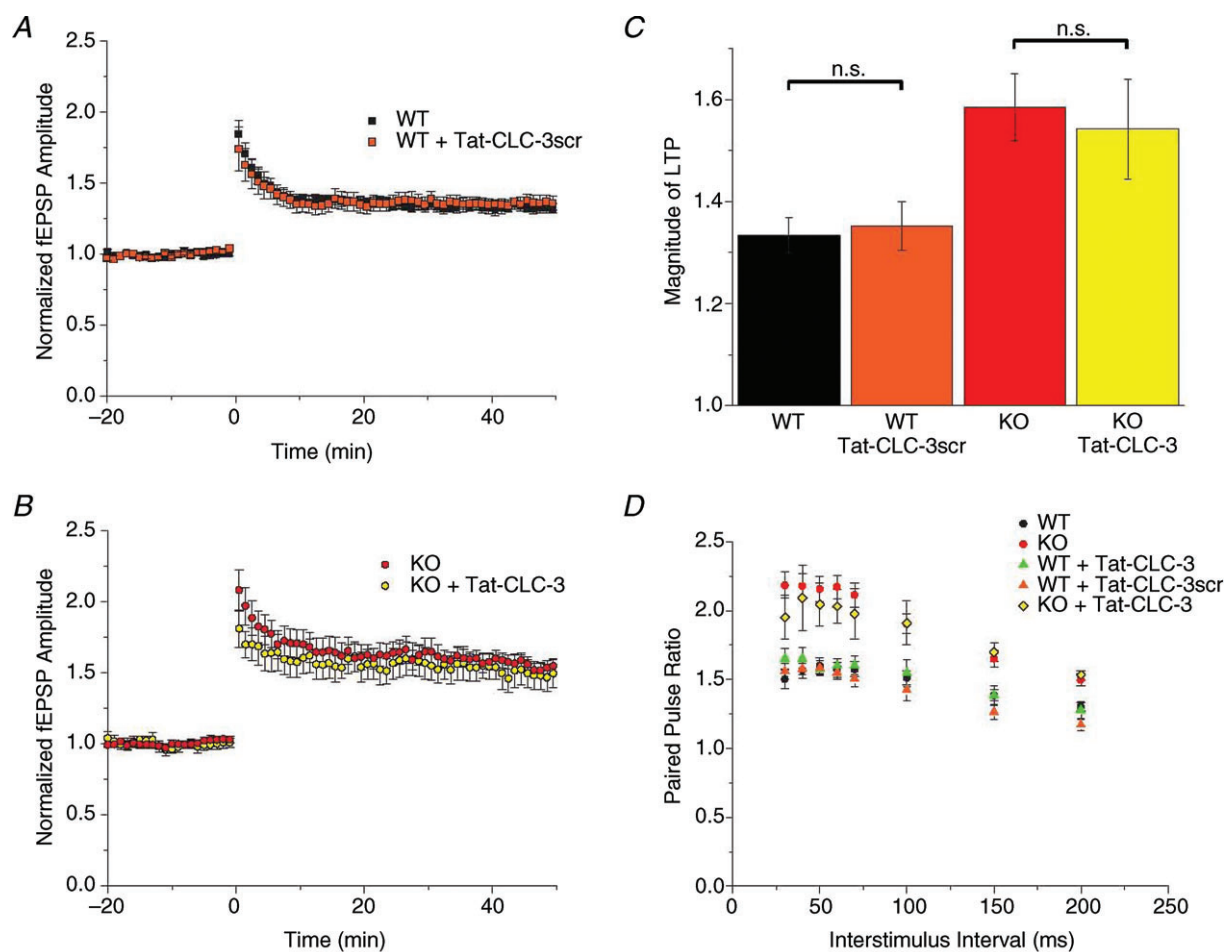 A
2.5
2.0
1.5
1.0
0.5
0.0
Normalized fEPSP Amplitude
WT
WT + Tat-CLC-3scr
–20
0
20
40
Time (min)
B
2.5
2.0
1.5
1.0
0.5
0.0
Normalized fEPSP Amplitude
KO
KO + Tat-CLC-3
–20
0
20
40
Time (min)
C
n.s.
n.s.
1.6
1.4
1.2
1.0
Magnitude of LTP
WT
WT
Tat-CLC-3scr
KO
KO
Tat-CLC-3
D
WT
KO
WT + Tat-CLC-3
WT + Tat-CLC-3scr
KO + Tat-CLC-3
2.5
2.0
1.5
1.0
0.5
0.0
Paired Pulse Ratio
0
50
100
150
200
250
Interstimulus Interval (ms)